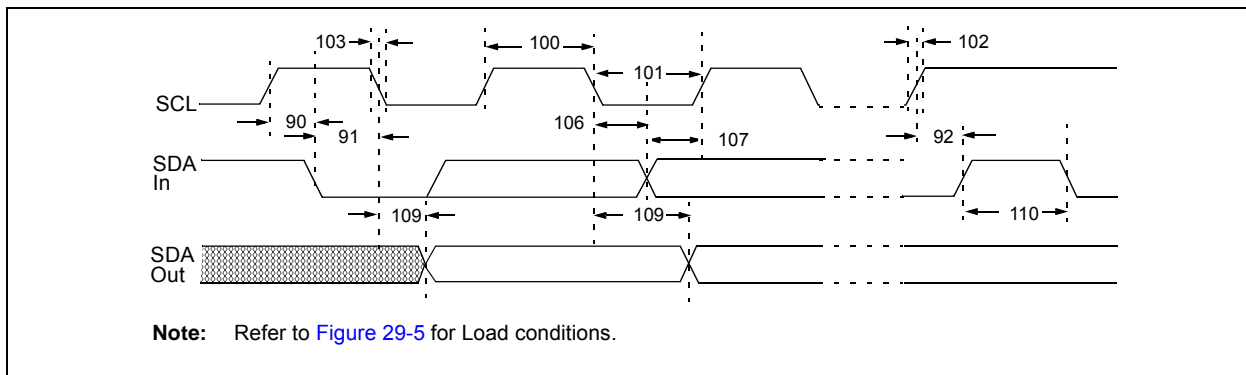 103
100
102
101
SCL
90
91
106
107
92
SDA
In
109
109
110
SDA
Out
Note: Refer to Figure 29-5 for Load conditions.